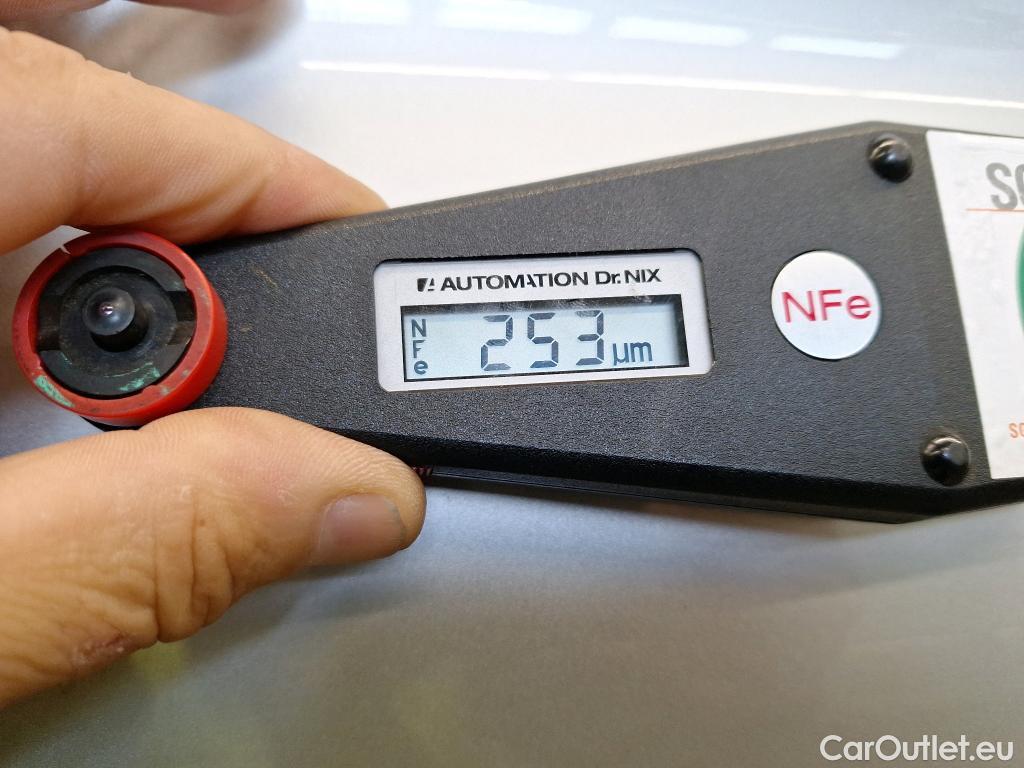 AUTOMATION Dr. NIX
NFe
253 µm
NFe
CarOutlet.eu